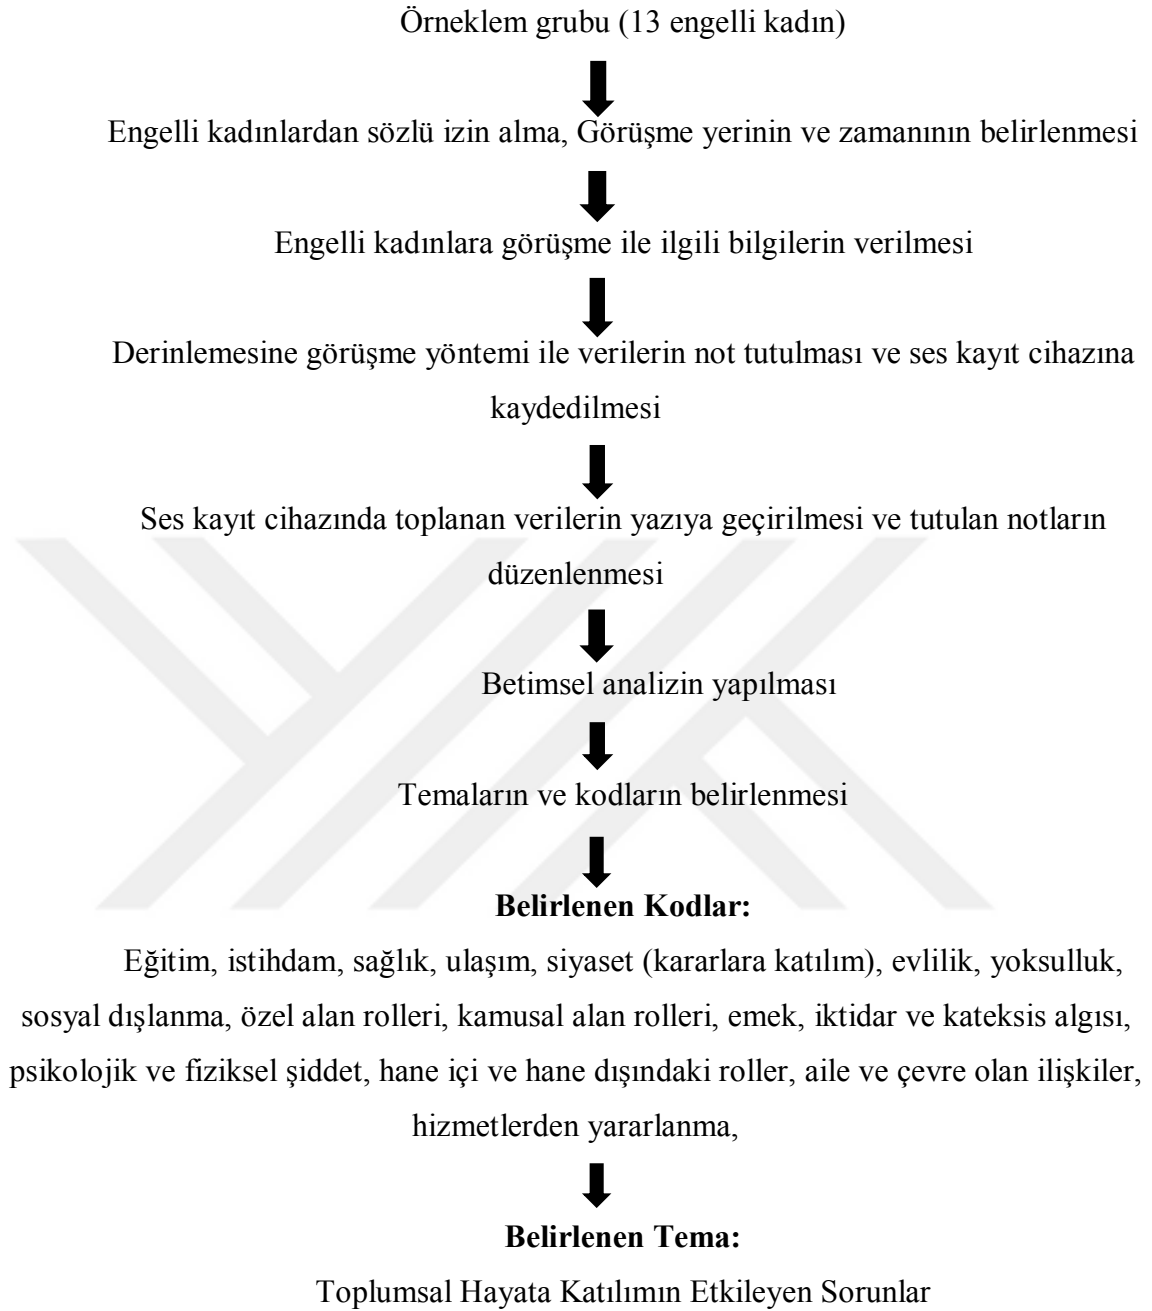 Örneklem grubu (13 engelli kadın)
Engelli kadınlardan sözlü izin alma, Görüşme yerinin ve zamanının belirlenmesi
Engelli kadınlara görüşme ile ilgili bilgilerin verilmesi
Derinlemesine görüşme yöntemi ile verilerin not tutulması ve ses kayıt cihazına
kaydedilmesi
Ses kayıt cihazında toplanan verilerin yazıya geçirilmesi ve tutulan notların
düzenlenmesi
Betimsel analizin yapılması
Temaların ve kodların belirlenmesi
Belirlenen Kodlar:
Eğitim, istihdam, sağlık, ulaşım, siyaset (kararlara katılım), evlilik, yoksulluk,
sosyal dışlanma, özel alan rolleri, kamusal alan rolleri, emek, iktidar ve kateksis algısı,
psikolojik ve fiziksel şiddet, hane içi ve hane dışındaki roller, aile ve çevre olan ilişkiler,
hizmetlerden yararlanma,
Belirlenen Tema:
Toplumsal Hayata Katılımın Etkileyen Sorunlar